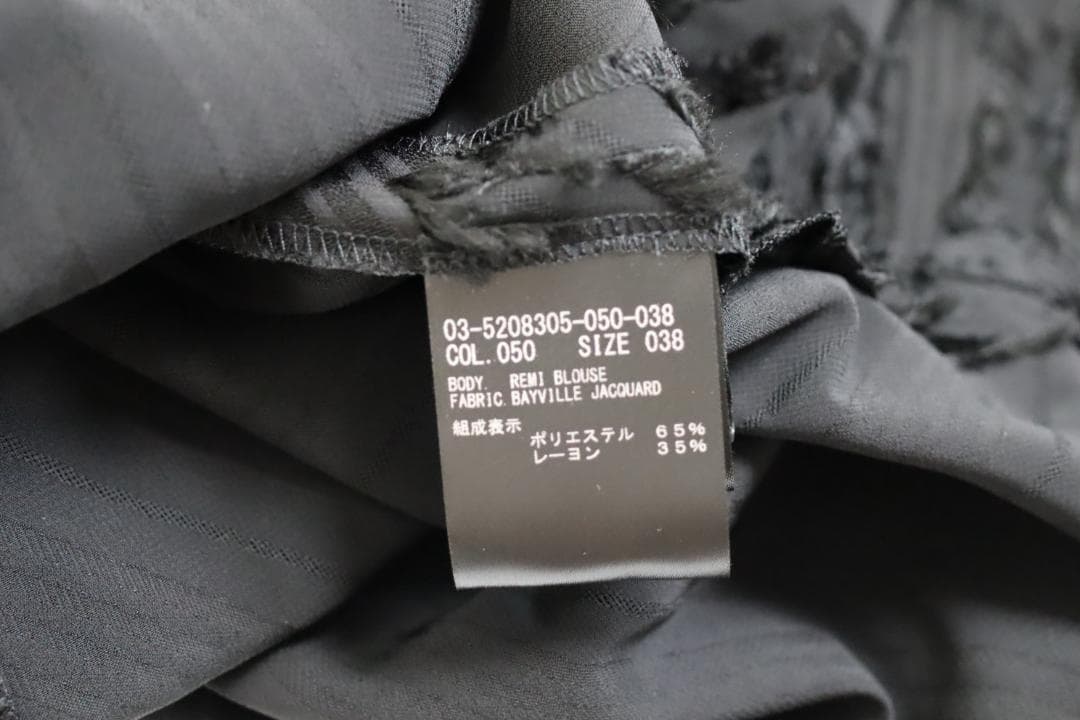 03-5208305-050-038
COL.050 SIZE 038
BODY. REMI BLOUSE
FABRIC.BAYVILLE JACQUARD
組成表示
ポリエステル 65%
レーヨン 35%